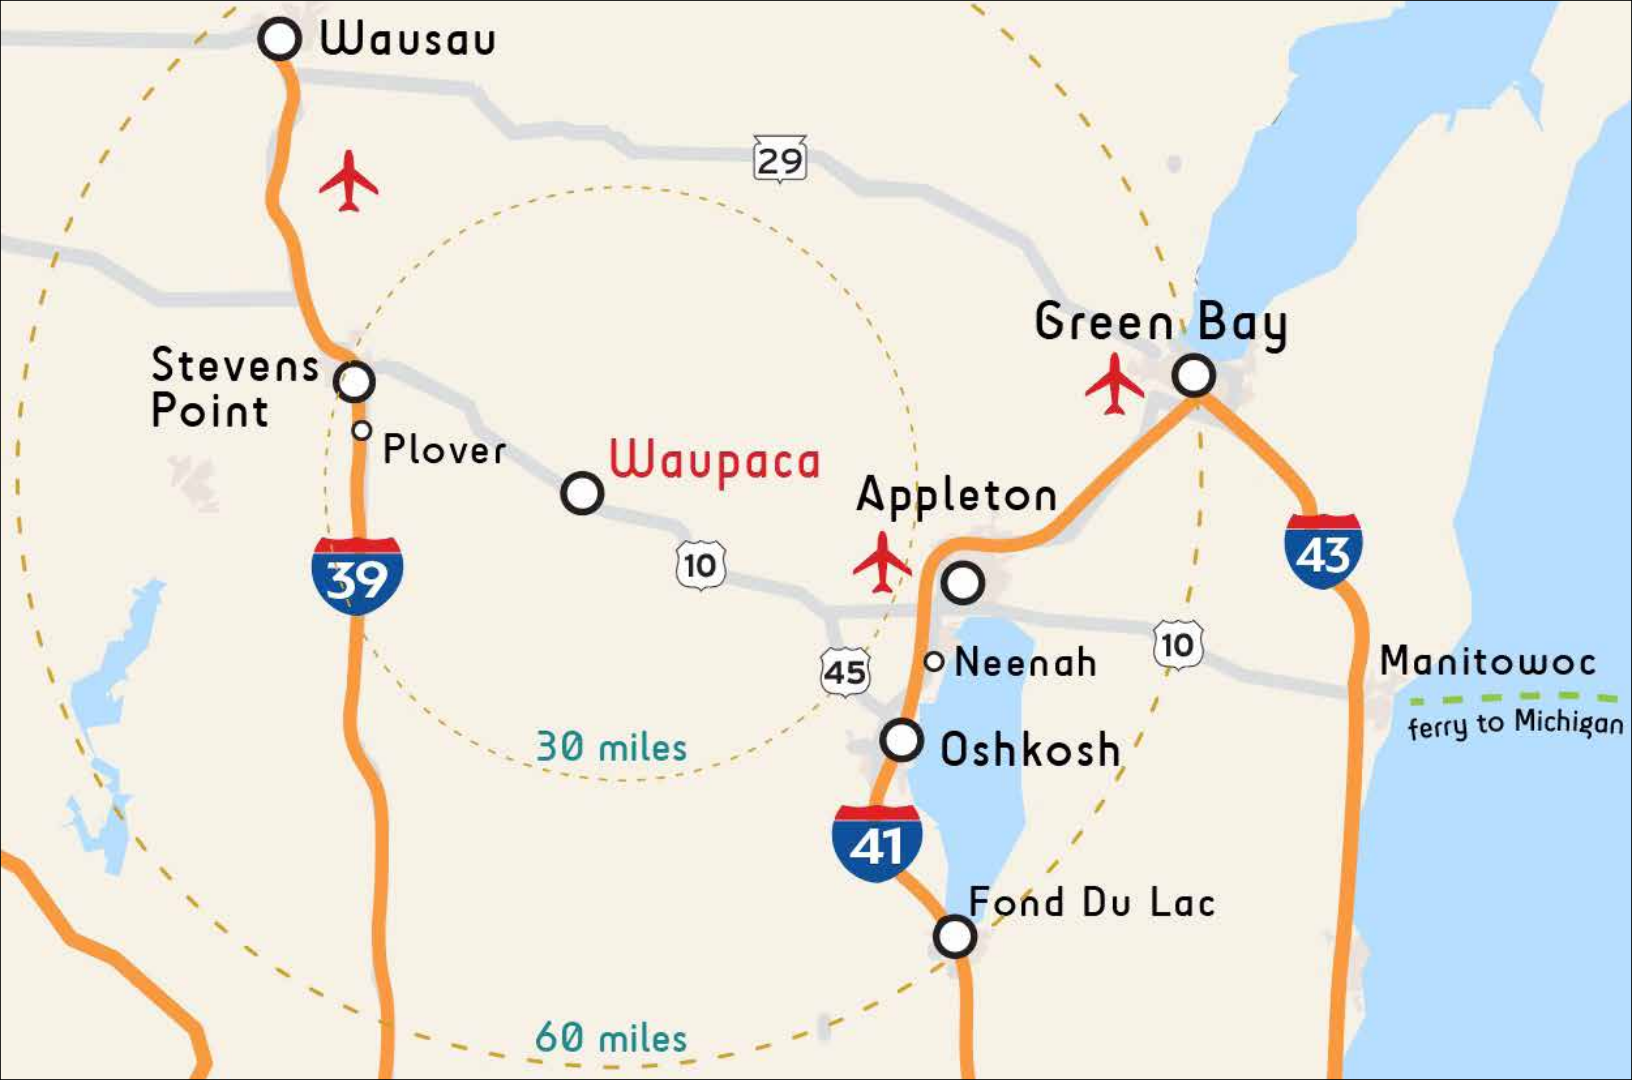 Wausau
29
Green Bay
Stevens
Point
Plover
Waupaca
Appleton
39
10
43
45
Neenah
10
Manitowoc
ferry to Michigan
30 miles
Oshkosh
41
Fond Du Lac
60 miles